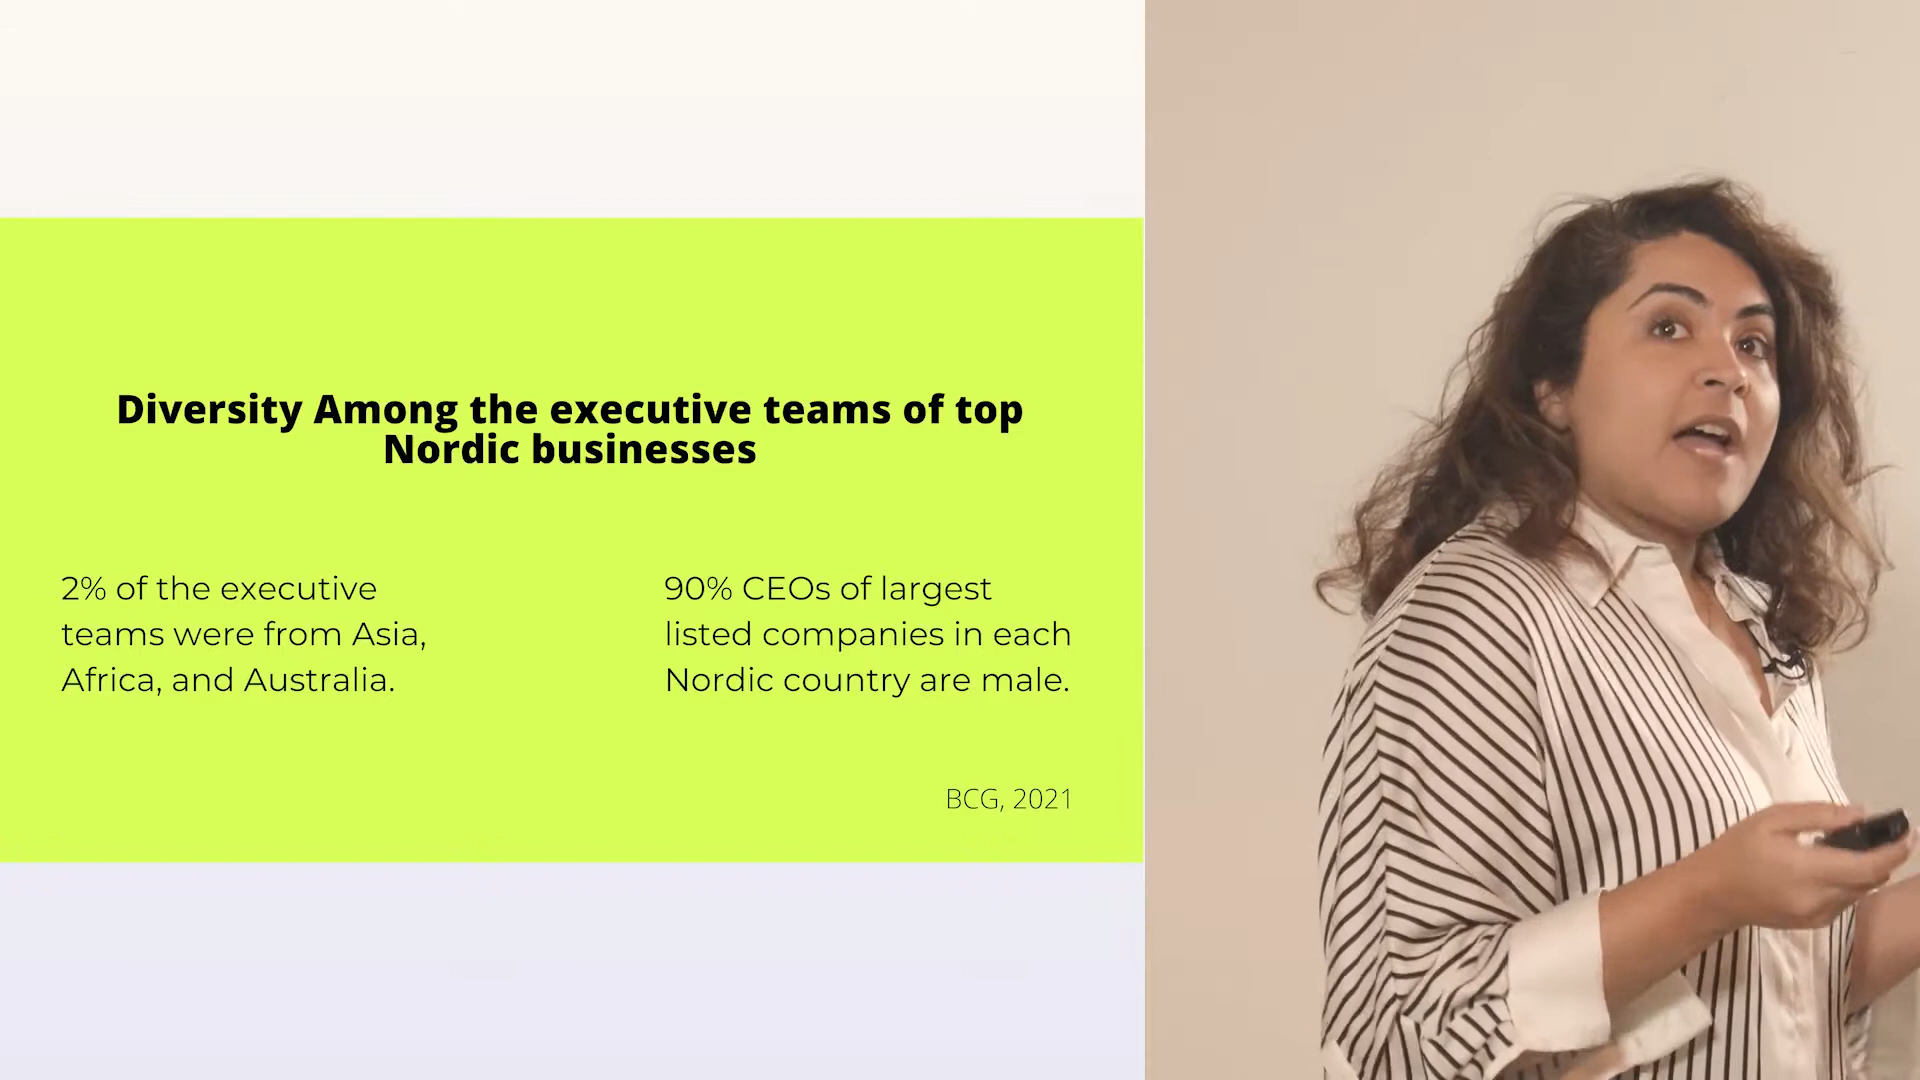 Diversity Among the executive teams of top
Nordic businesses
2% of the executive
teams were from Asia,
Africa, and Australia.
90% CEOs of largest
listed companies in each
Nordic country are male.
BCG, 2021